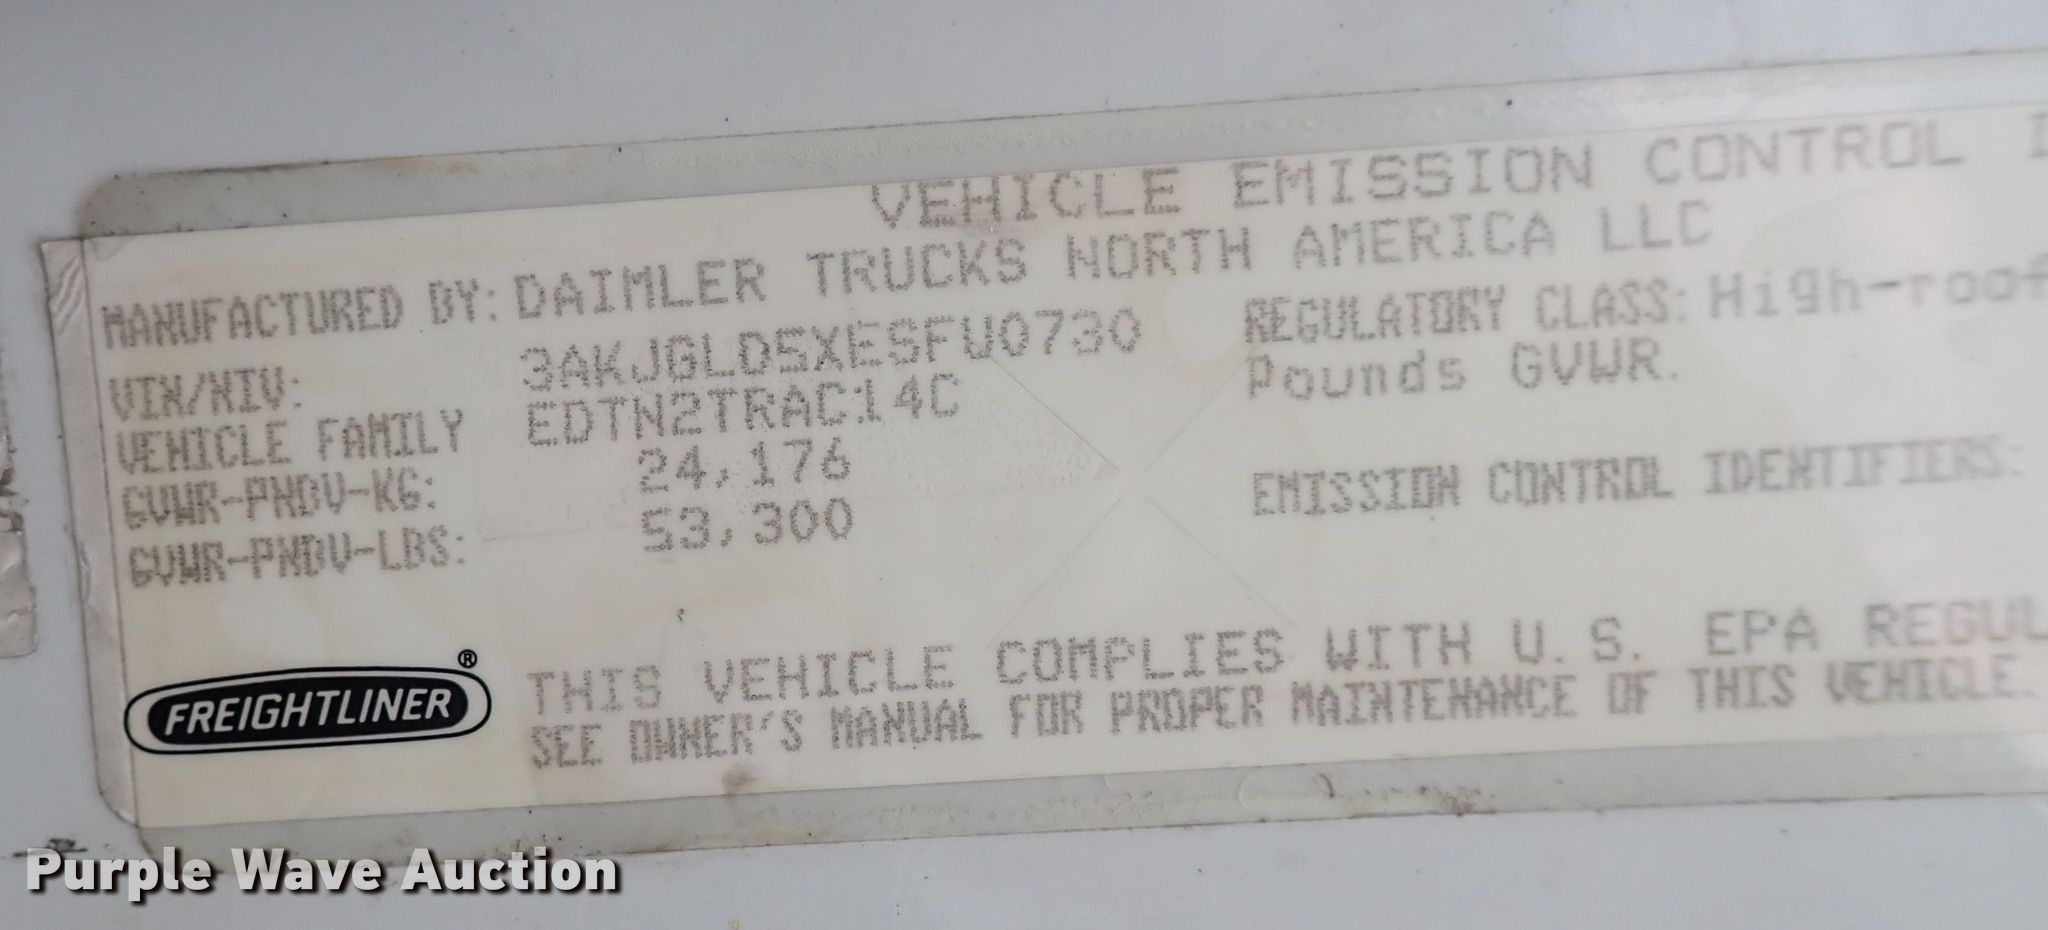 VEHICLE EMISSION CONTROL
MANUFACTURED BY: DAIMLER TRUCKS NORTH AMERICA LLC
VIN/NIV: 3AKJGLD5XESFU0730
REGULATORY CLASS: High-roof
Pounds GVWR.
VEHICLE FAMILY EDTN2TRAC14C
GVWR-PNBV-KG: 24,176
GVWR-PNBV-LBS: 53,300
EMISSION CONTROL IDENTIFIERS:
FREIGHTLINER®
THIS VEHICLE COMPLIES WITH U.S. EPA REGUL
SEE OWNER'S MANUAL FOR PROPER MAINTENANCE OF THIS VEHICLE.
Purple Wave Auction